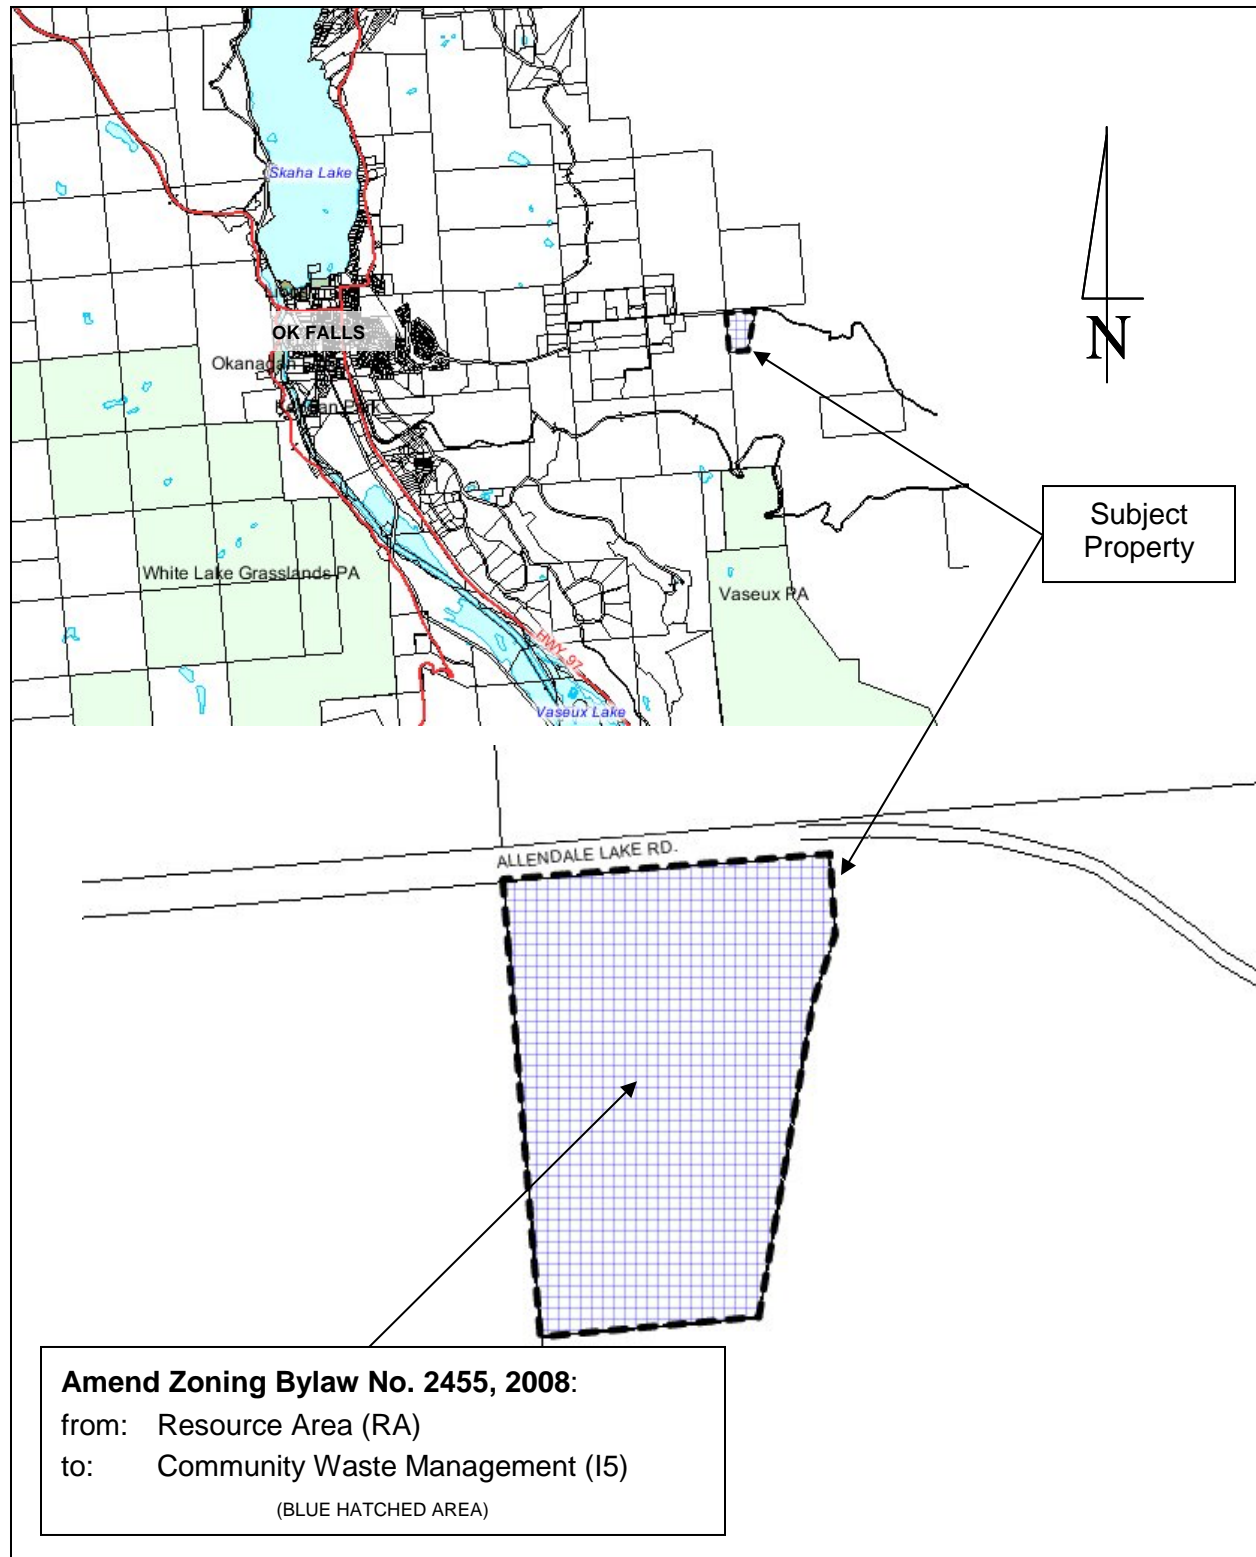 Skaha Lake
OK FALLS
Okanagan
Park
N
Subject
Property
White Lake Grasslands PA
Vaseux PA
HWY 97
Vaseux Lake
ALLENDALE LAKE RD.
Amend Zoning Bylaw No. 2455, 2008:
from: Resource Area (RA)
to: Community Waste Management (I5)
(BLUE HATCHED AREA)